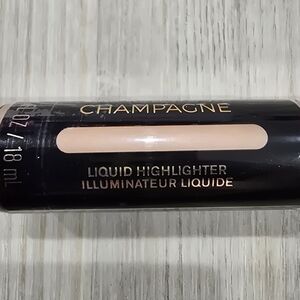 CHAMPAGNE
LIQUID HIGHLIGHTER
ILLUMINATEUR LIQUIDE
OZ / 18 mL